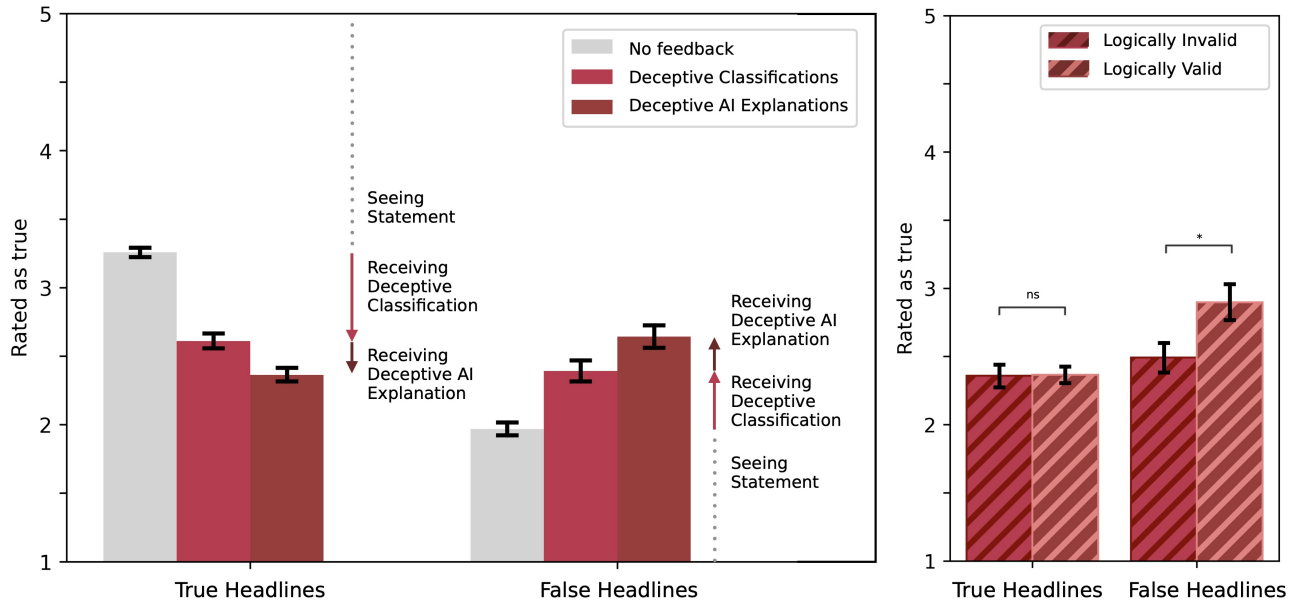 5
4
3
2
1
Rated as true
No feedback
Deceptive Classifications
Deceptive AI Explanations
Seeing
Statement
Receiving
Deceptive
Classification
Receiving
Deceptive AI
Explanation
Receiving
Deceptive AI
Explanation
Receiving
Deceptive
Classification
Seeing
Statement
True Headlines
False Headlines
5
4
3
2
1
Rated as true
Logically Invalid
Logically Valid
ns
*
True Headlines
False Headlines